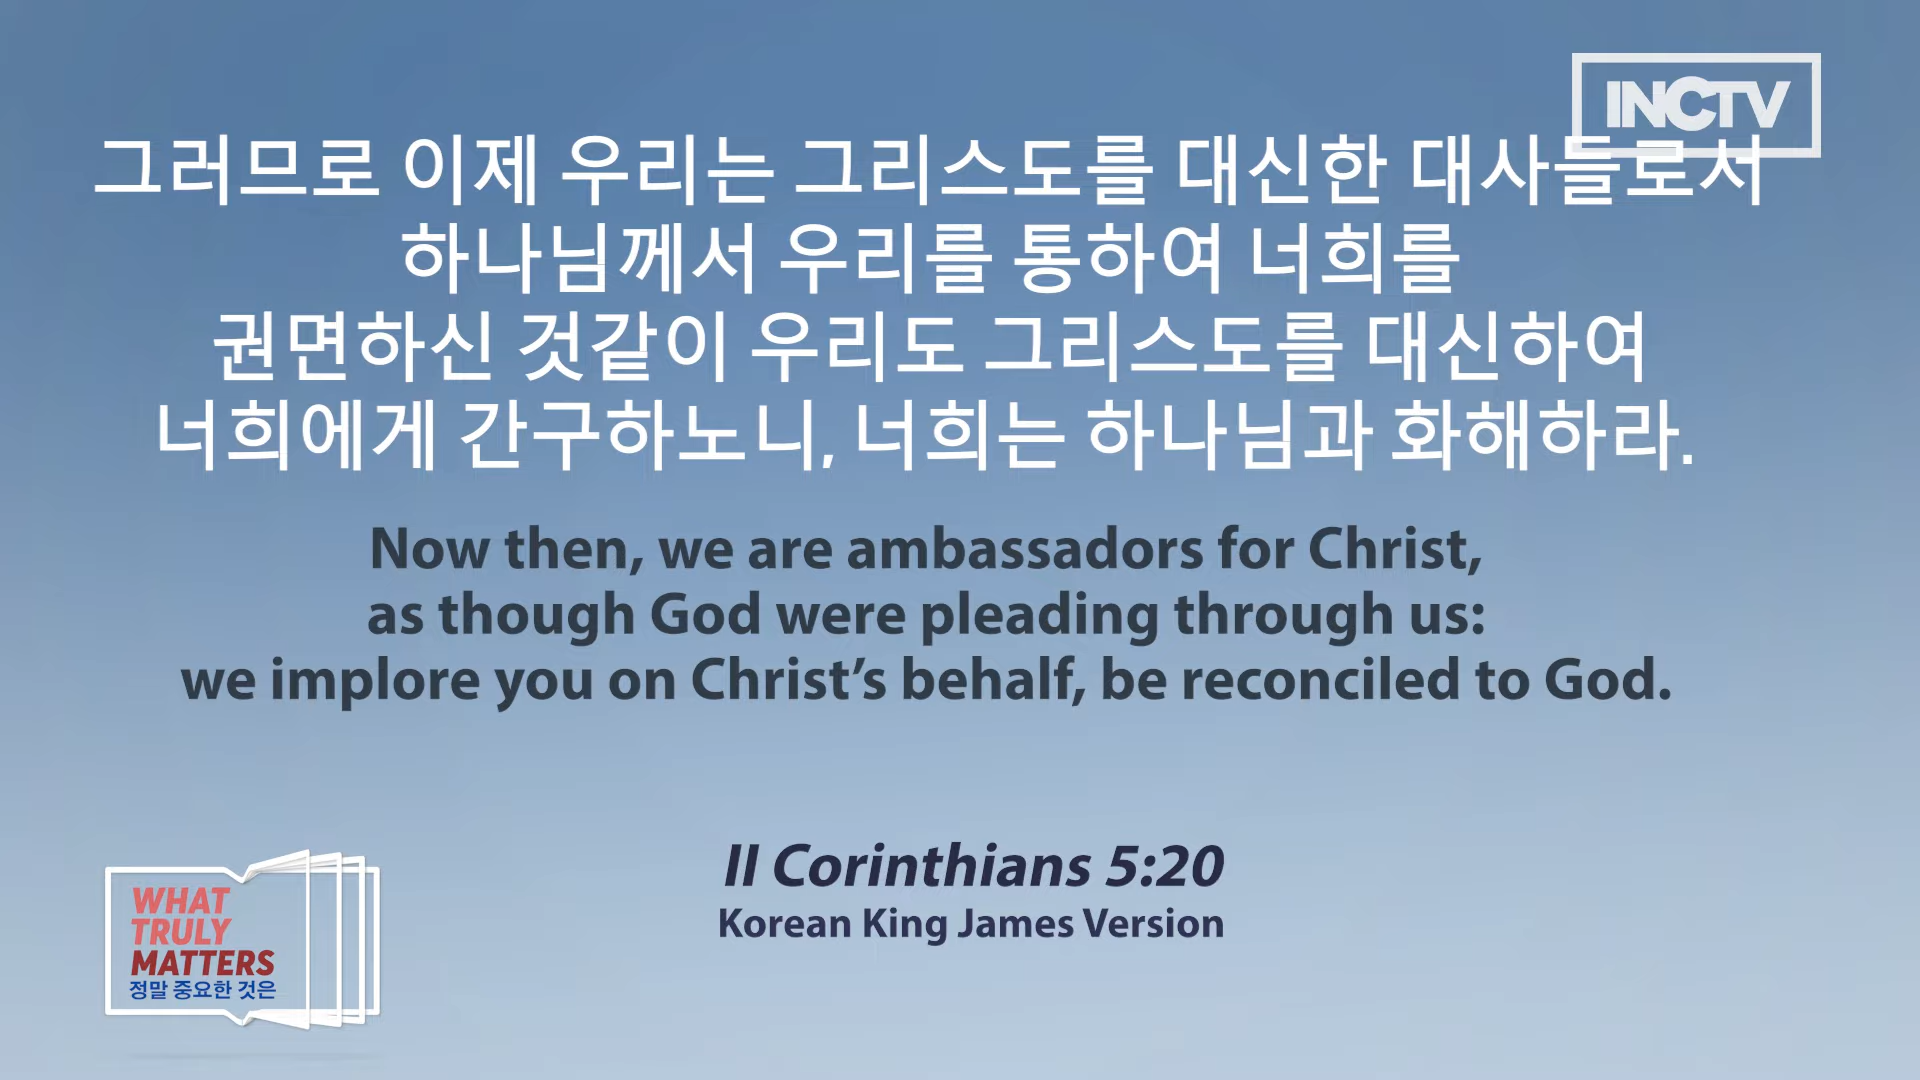 INCTV
그러므로 이제 우리는 그리스도를 대신한 대사들로서
하나님께서 우리를 통하여 너희를
권면하신 것같이 우리도 그리스도를 대신하여
너희에게 간구하노니, 너희는 하나님과 화해하라.
Now then, we are ambassadors for Christ,
as though God were pleading through us:
we implore you on Christ’s behalf, be reconciled to God.
II Corinthians 5:20
Korean King James Version
WHAT
TRULY
MATTERS
정말 중요한 것은